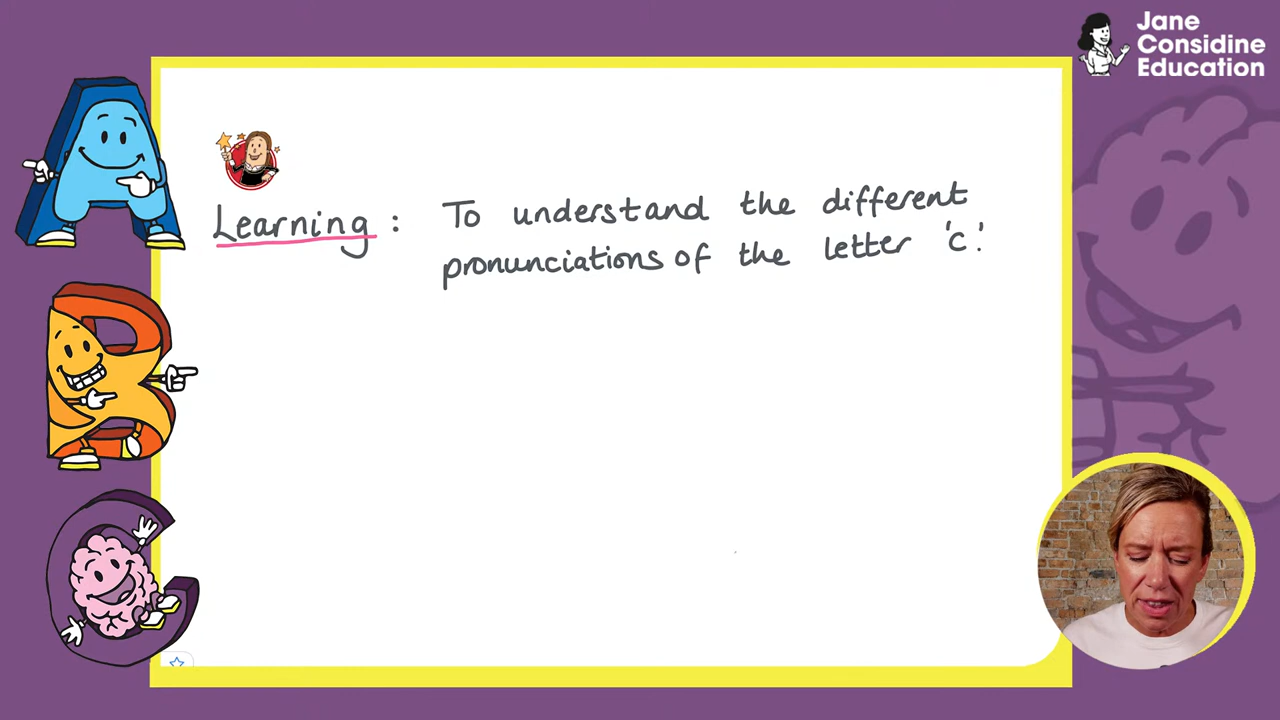 Jane
Considine
Education
Learning : To understand the different
pronunciations of the letter 'c'.